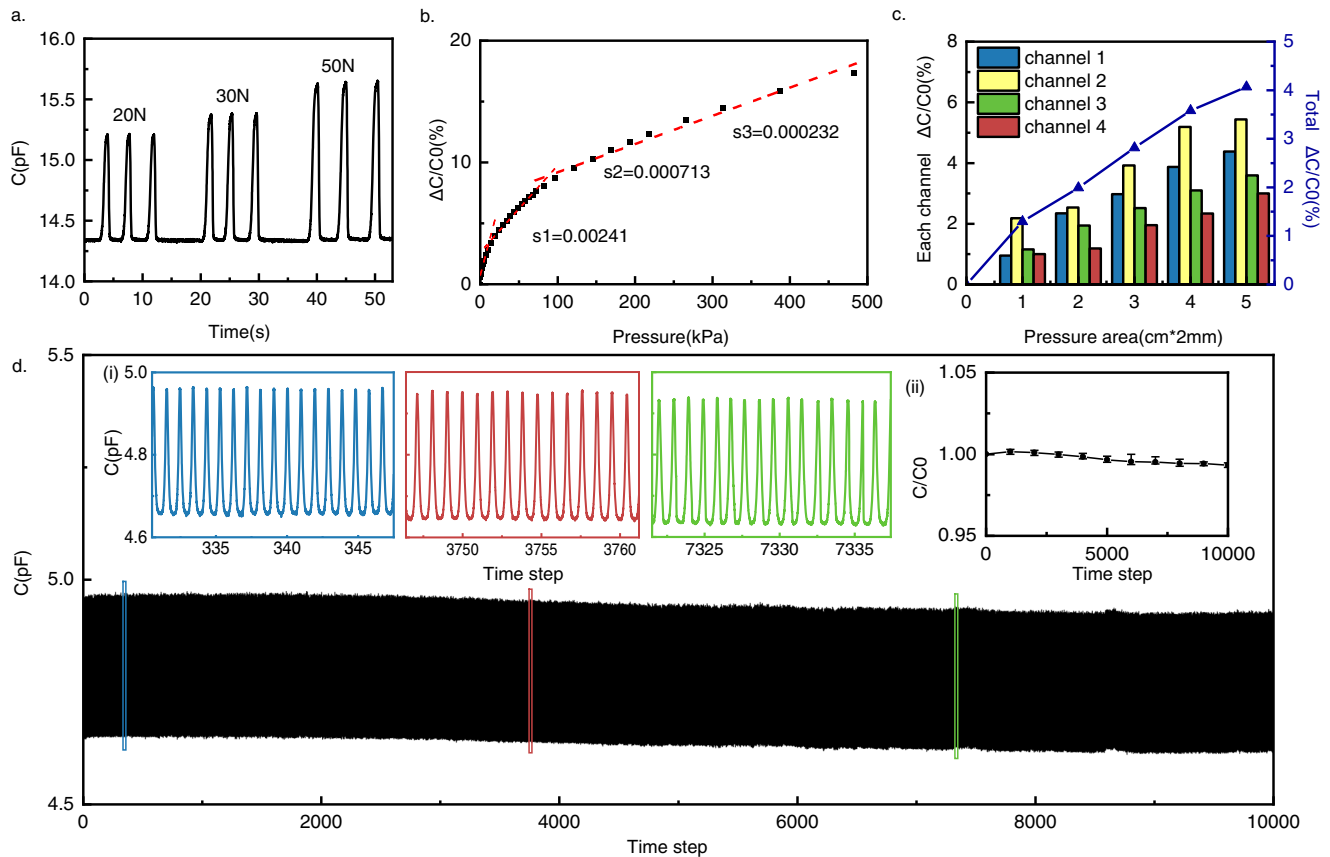 a.
16.0
15.5
15.0
14.5
14.0
C(pF)
20N
30N
50N
0
10
20
30
40
50
Time(s)
b.
20
10
0
ΔC/C0(%)
s1=0.00241
s2=0.000713
s3=0.000232
0
100
200
300
400
500
Pressure(kPa)
c.
8
6
4
2
0
Each channel ΔC/C0(%)
channel 1
channel 2
channel 3
channel 4
5
4
3
2
1
0
Total ΔC/C0(%)
0
1
2
3
4
5
Pressure area(cm*2mm)
d.
5.5
5.0
4.5
C(pF)
(i)
5.0
4.8
4.6
C(pF)
335
340
345
3750
3755
3760
7325
7330
7335
Time step
(ii)
1.05
1.00
0.95
C/C0
0
5000
10000
Time step
0
2000
4000
6000
8000
10000
Time step